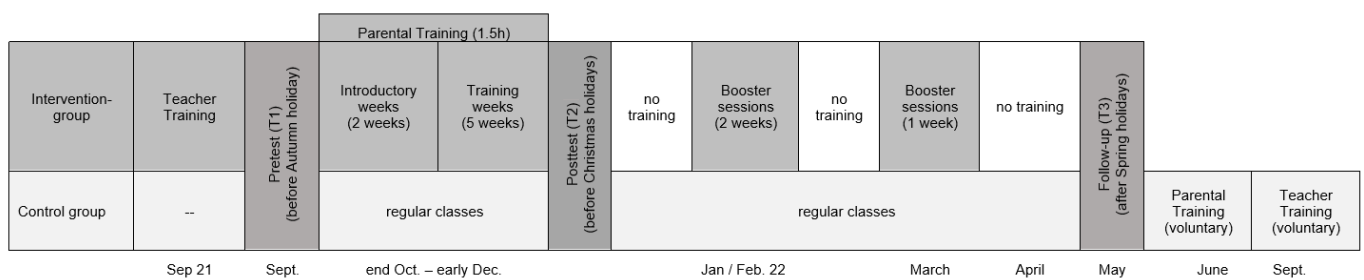 Parental Training (1.5h)
Intervention-
group
Teacher
Training
Pretest (T1)
(before Autumn holiday)
Introductory
weeks
(2 weeks)
Training
weeks
(5 weeks)
Posttest (T2)
(before Christmas holidays)
no
training
Booster
sessions
(2 weeks)
no
training
Booster
sessions
(1 week)
no training
Follow-up (T3)
(after Spring holidays)
Control group
--
regular classes
regular classes
Parental
Training
(voluntary)
Teacher
Training
(voluntary)
Sep 21
Sept.
end Oct. – early Dec.
Jan / Feb. 22
March
April
May
June
Sept.